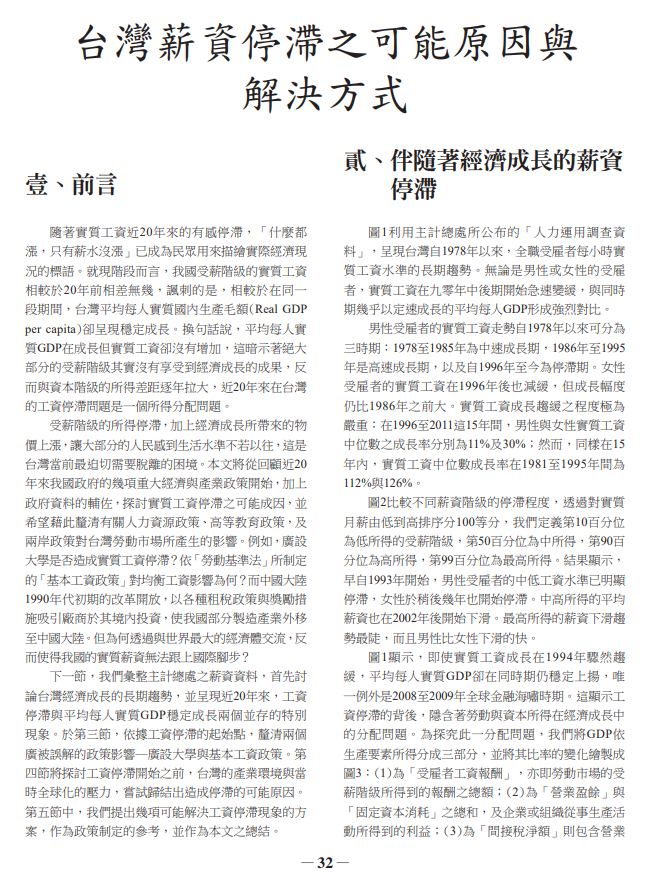 台灣薪資停滯之可能原因與
解決方式
壹、前言
隨著實質工資近20年來的有感停滯，「什麼都
漲，只有薪水沒漲」已成為民眾用來描繪實際經濟現
況的標語。就現階段而言，我國受薪階級的實質工資
相較於20年前相差無幾，諷刺的是，相較於在同一
段期間，台灣平均每人實質國內生產毛額(Real GDP
per capita)卻呈現穩定成長。換句話說，平均每人實
質GDP在成長但實質工資卻沒有增加，這暗示著絕大
部分的受薪階級其實沒有享受到經濟成長的成果，反
而與資本階級的所得差距逐年拉大，近20年來在台灣
的工資停滯問題是一個所得分配問題。
受薪階級的所得停滯，加上經濟成長所帶來的物
價上漲，讓大部分的人民感到生活水準不若以往，這是
台灣當前最迫切需要脫離的困境。本文將從回顧近20
年來我國政府的幾項重大經濟與產業政策開始，加上
政府資料的輔佐，探討實質工資停滯之可能成因，並
希望藉此釐清有關人力資源政策、高等教育政策，及
兩岸政策對台灣勞動市場所產生的影響。例如，廣設
大學是否造成實質工資停滯？依「勞動基準法」所制定
的「基本工資政策」對均衡工資影響為何？而中國大陸
1990年代初期的改革開放，以各種租稅政策與獎勵措
施吸引廠商於其境內投資，使我國部分製造產業外移
至中國大陸。但為何透過與世界最大的經濟體交流，反
而使得我國的實質薪資無法跟上國際腳步？
下一節，我們彙整主計總處之薪資資料，首先討
論台灣經濟成長的長期趨勢，並呈現近20年來，工資
停滯與平均每人實質GDP穩定成長兩個並存的特別
現象。於第三節，依據工資停滯的起始點，釐清兩個
廣被誤解的政策影響—廣設大學與基本工資政策。第
四節將探討工資停滯開始之前，台灣的產業環境與當
時全球化的壓力，嘗試歸結出造成停滯的可能原因。
第五節中，我們提出幾項可能解決工資停滯現象的方
案，作為政策制定的參考，並作為本文之總結。
貳、伴隨著經濟成長的薪資
停滯
圖1利用主計總處所公布的「人力運用調查資
料」，呈現台灣自1978年以來，全職受雇者每小時實
質工資水準的長期趨勢。無論是男性或女性的受雇
者，實質工資在九零年中後期開始急速變緩，與同時
期幾乎以定速成長的平均每人GDP形成強烈對比。
男性受雇者的實質工資走勢自1978年以來可分為
三時期：1978至1985年為中速成長期，1986年至1995
年是高速成長期，以及自1996年至今為停滯期。女性
受雇者的實質工資在1996年後也減緩，但成長幅度
仍比1986年之前大。實質工資成長趨緩之程度極為
嚴重：在1996至2011這15年間，男性與女性實質工資
中位數之成長率分別為11%及30%；然而，同樣在15
年內，實質工資中位數成長率在1981至1995年間為
112%與126%。
圖2比較不同薪資階級的停滯程度，透過對實質
月薪由低到高排序分100等分，我們定義第10百分位
為低所得的受薪階級，第50百分位為中所得，第90百
分位為高所得，第99百分位為最高所得。結果顯示，
早自1993年開始，男性受雇者的中低工資水準已明顯
停滯，女性於稍後幾年也開始停滯。中高所得的平均
薪資也在2002年後開始下滑。最高所得的薪資下滑趨
勢最陡，而且男性比女性下滑的快。
圖1顯示，即使實質工資成長在1994年驟然趨
緩，平均每人實質GDP卻在同時期仍穩定上揚，唯
一例外是2008至2009年全球金融海嘯時期。這顯示工
資停滯的背後，隱含著勞動與資本所得在經濟成長中
的分配問題。為探究此一分配問題，我們將GDP依
生產要素所得分成三部分，並將其比率的變化繪製成
圖3：(1)為「受雇者工資報酬」，亦即勞動市場的受
薪階級所得到的報酬之總額；(2)為「營業盈餘」與
「固定資本消耗」之總和，及企業或組織從事生產活
動所得到的利益；(3)為「間接稅淨額」則包含營業
— 32 —